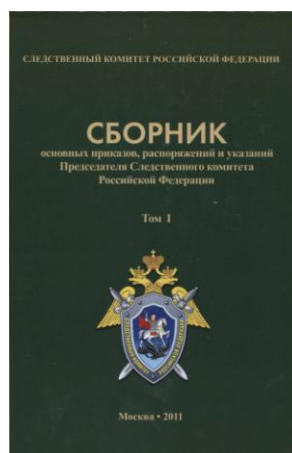 СЛЕДСТВЕННЫЙ КОМИТЕТ РОССИЙСКОЙ ФЕДЕРАЦИИ
СБОРНИК
основных приказов, распоряжений и указаний
Председателя Следственного комитета
Российской Федерации
Том I
Москва • 2011